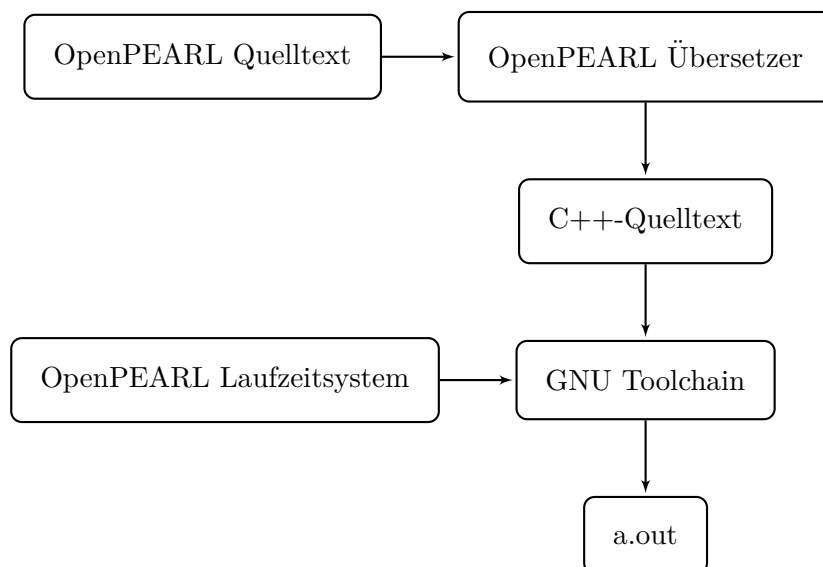 OpenPEARL Quelltext
OpenPEARL Übersetzer
C++-Quelltext
OpenPEARL Laufzeitsystem
GNU Toolchain
a.out